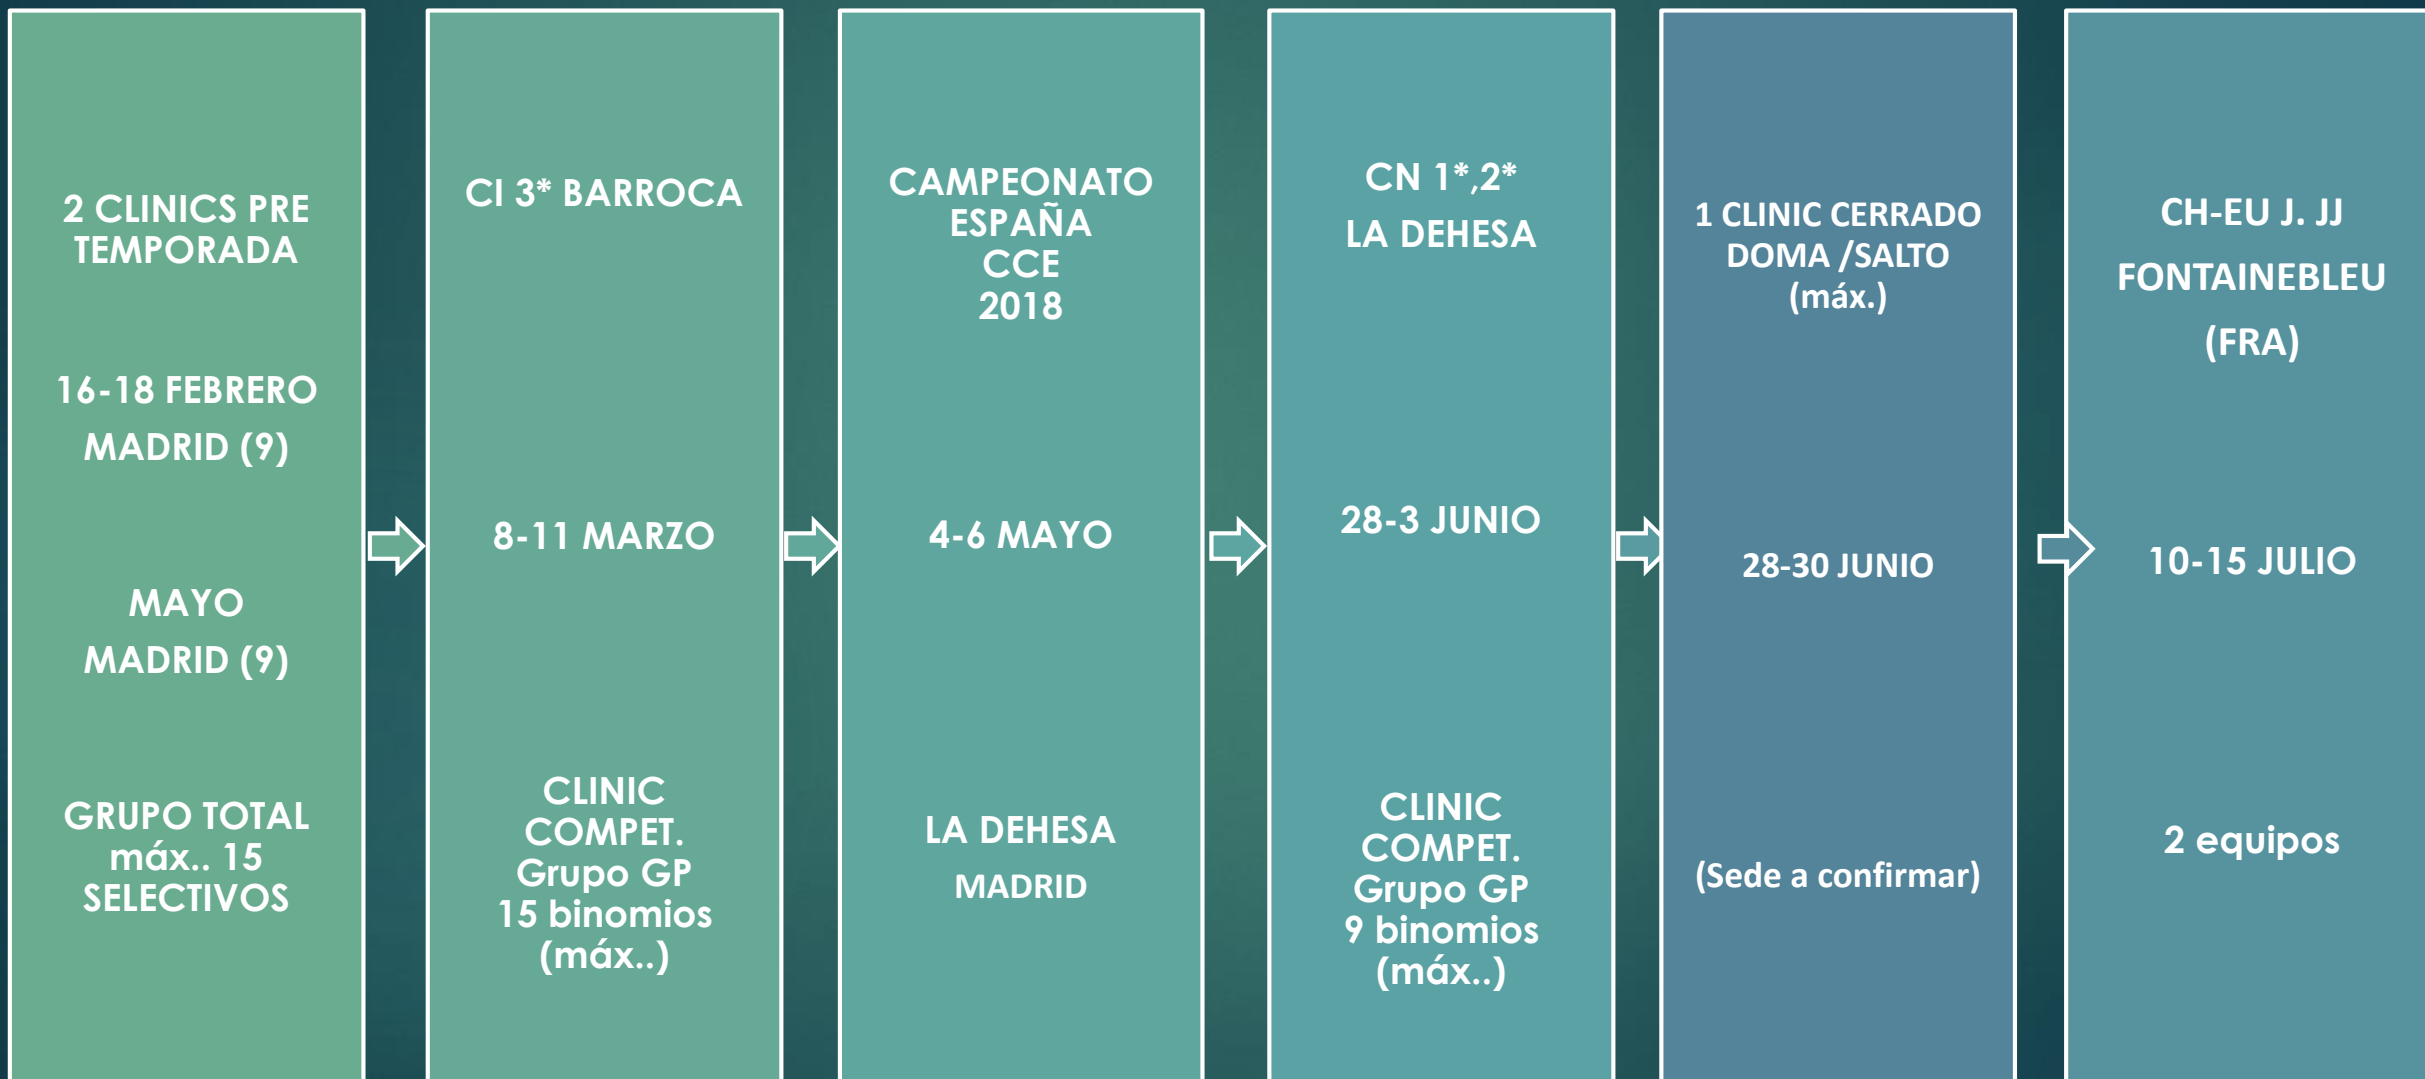 2 CLINICS PRE
TEMPORADA
16-18 FEBRERO
MADRID (9)
MAYO
MADRID (9)
GRUPO TOTAL
máx.. 15
SELECTIVOS
CI 3* BARROCA
8-11 MARZO
CLINIC
COMPET.
Grupo GP
15 binomios
(máx..)
CAMPEONATO
ESPAÑA
CCE
2018
4-6 MAYO
LA DEHESA
MADRID
CN 1*,2*
LA DEHESA
28-3 JUNIO
CLINIC
COMPET.
Grupo GP
9 binomios
(máx..)
1 CLINIC CERRADO
DOMA /SALTO
(máx.)
28-30 JUNIO
(Sede a confirmar)
CH-EU J. JJ
FONTAINEBLEU
(FRA)
10-15 JULIO
2 equipos